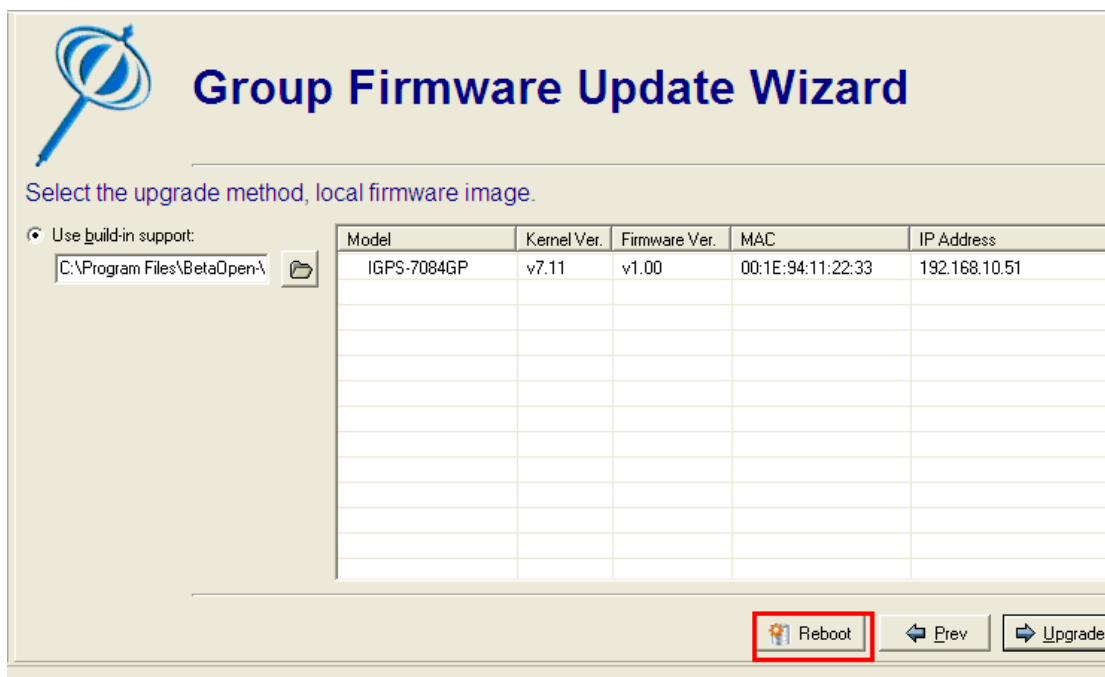 Group Firmware Update Wizard
Select the upgrade method, local firmware image.
Use build-in support:
C:\Program Files\BetaOpen-\
Model Kernel Ver. Firmware Ver. MAC IP Address
IGPS-7084GP v7.11 v1.00 00:1E:94:11:22:33 192.168.10.51
Reboot Prev Upgrade